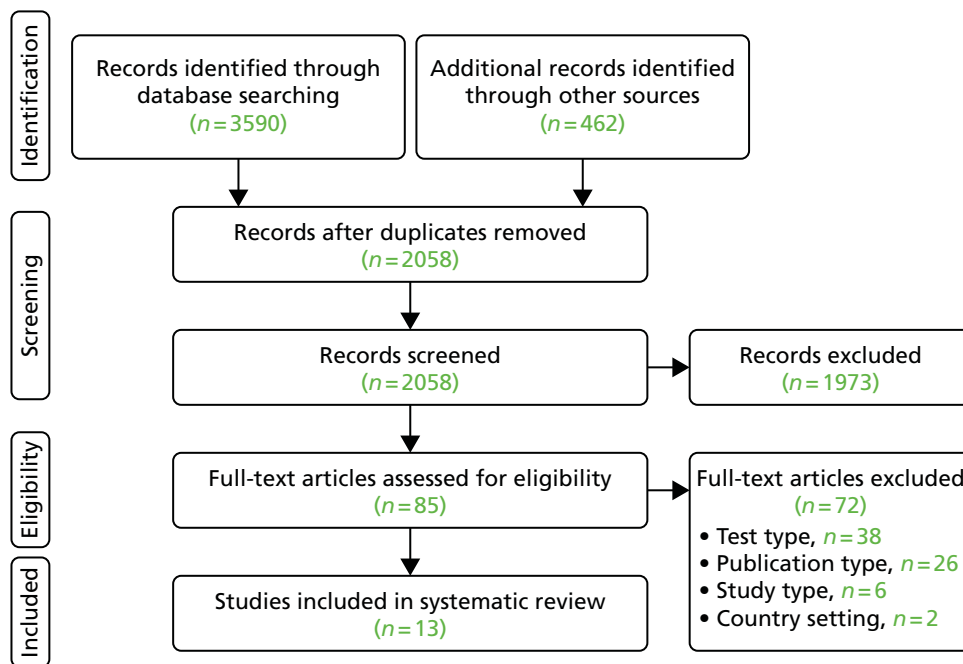 Identification
Records identified through
database searching
(n=3590)
Additional records identified
through other sources
(n=462)
Screening
Records after duplicates removed
(n=2058)
Records screened
(n=2058)
Records excluded
(n=1973)
Eligibility
Full-text articles assessed for eligibility
(n=85)
Full-text articles excluded
(n=72)
• Test type, n=38
• Publication type, n=26
• Study type, n=6
• Country setting, n=2
Included
Studies included in systematic review
(n=13)